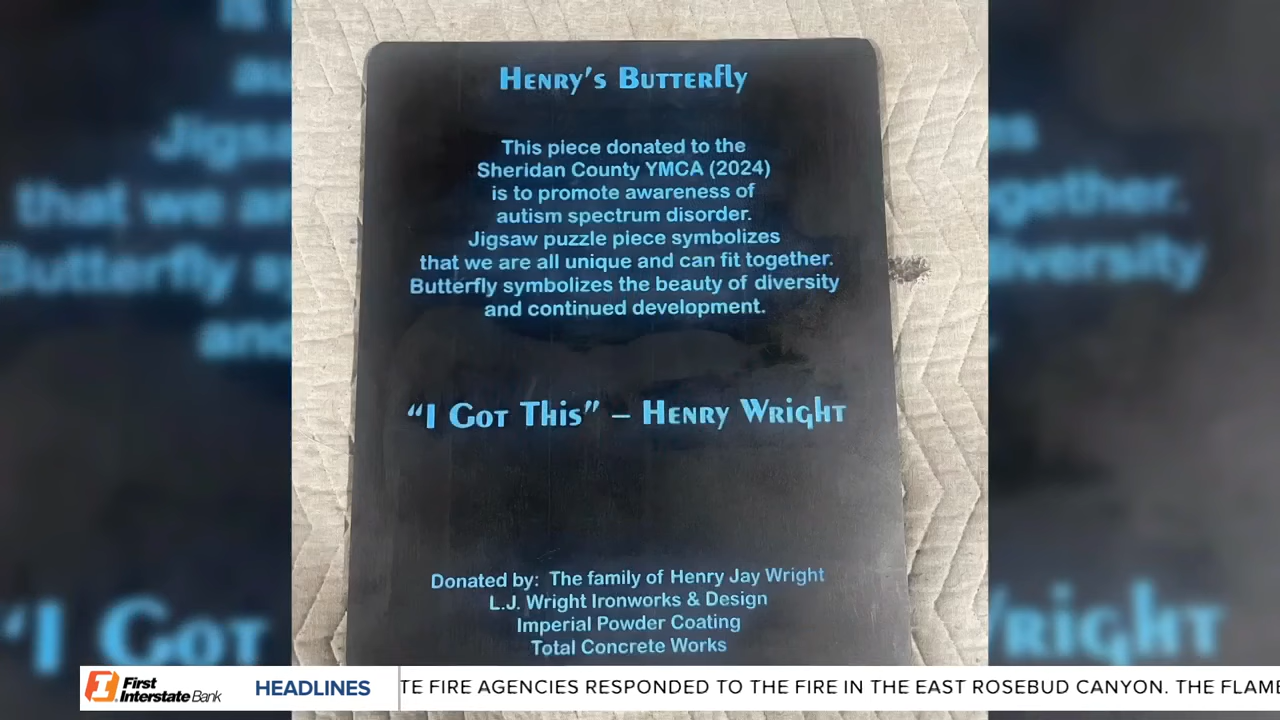 Henry's Butterfly
This piece donated to the
Sheridan County YMCA (2024)
is to promote awareness of
autism spectrum disorder.
Jigsaw puzzle piece symbolizes
that we are all unique and can fit together.
Butterfly symbolizes the beauty of diversity
and continued development.
"I Got This" – Henry Wright
Donated by: The family of Henry Jay Wright
L.J. Wright Ironworks & Design
Imperial Powder Coating
Total Concrete Works
First Interstate Bank HEADLINES TE FIRE AGENCIES RESPONDED TO THE FIRE IN THE EAST ROSEBUD CANYON. THE FLAME